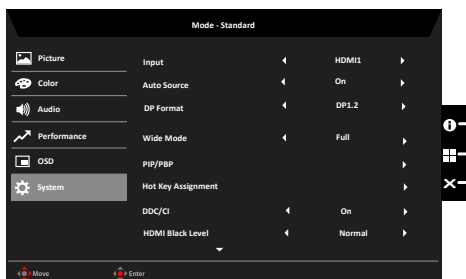 Mode - Standard
Picture
Color
Audio
Performance
OSD
System
Input HDMI1
Auto Source On
DP Format DP1.2
Wide Mode Full
PIP/PBP
Hot Key Assignment
DDC/CI On
HDMI Black Level Normal
Move Enter